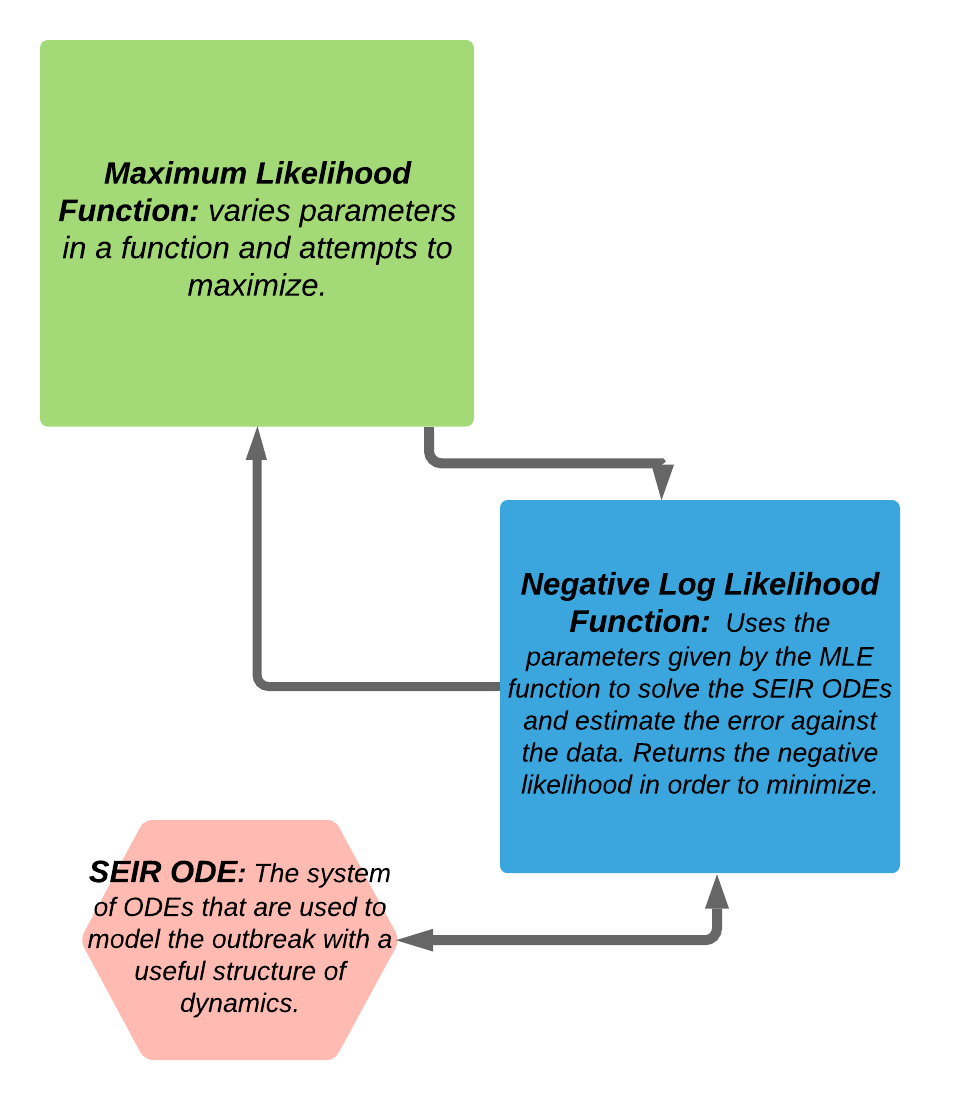 Maximum Likelihood
Function: varies parameters
in a function and attempts to
maximize.
Negative Log Likelihood
Function: Uses the
parameters given by the MLE
function to solve the SEIR ODEs
and estimate the error against
the data. Returns the negative
likelihood in order to minimize.
SEIR ODE: The system
of ODEs that are used to
model the outbreak with a
useful structure of
dynamics.